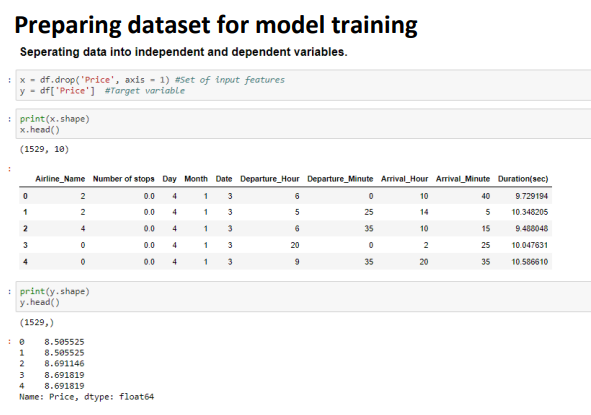 Preparing dataset for model training
Seperating data into independent and dependent variables.
: x = df.drop('Price', axis = 1) #Set of input features
y = df['Price'] #Target variable
: print(x.shape)
x.head()
(1529, 10)
:
Airline_Name Number of stops Day Month Date Departure_Hour Departure_Minute Arrival_Hour Arrival_Minute Duration(sec)
0 2 0.0 4 1 3 6 0 10 40 9.729194
1 2 0.0 4 1 3 5 25 14 5 10.348205
2 4 0.0 4 1 3 6 35 10 15 9.488048
3 0 0.0 4 1 3 20 0 2 25 10.047631
4 0 0.0 4 1 3 9 35 20 35 10.586610
: print(y.shape)
y.head()
(1529,)
: 0 8.505525
1 8.505525
2 8.691146
3 8.691819
4 8.691819
Name: Price, dtype: float64